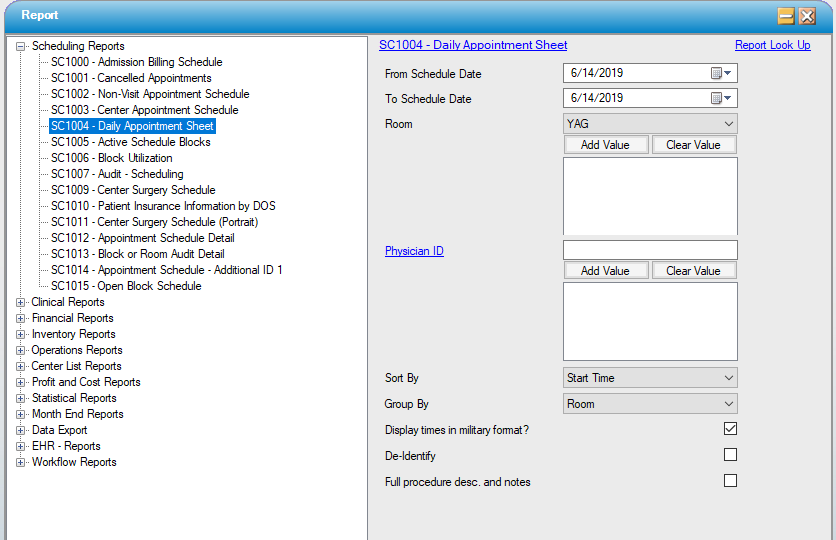 Report
Scheduling Reports
SC1000 - Admission Billing Schedule
SC1001 - Cancelled Appointments
SC1002 - Non-Visit Appointment Schedule
SC1003 - Center Appointment Schedule
SC1004 - Daily Appointment Sheet
SC1005 - Active Schedule Blocks
SC1006 - Block Utilization
SC1007 - Audit - Scheduling
SC1009 - Center Surgery Schedule
SC1010 - Patient Insurance Information by DOS
SC1011 - Center Surgery Schedule (Portrait)
SC1012 - Appointment Schedule Detail
SC1013 - Block or Room Audit Detail
SC1014 - Appointment Schedule - Additional ID 1
SC1015 - Open Block Schedule
Clinical Reports
Financial Reports
Inventory Reports
Operations Reports
Center List Reports
Profit and Cost Reports
Statistical Reports
Month End Reports
Data Export
EHR - Reports
Workflow Reports
SC1004 - Daily Appointment Sheet Report Look Up
From Schedule Date 6/14/2019
To Schedule Date 6/14/2019
Room YAG
Add Value Clear Value
Physician ID
Add Value Clear Value
Sort By Start Time
Group By Room
Display times in military format?
De-Identify
Full procedure desc. and notes